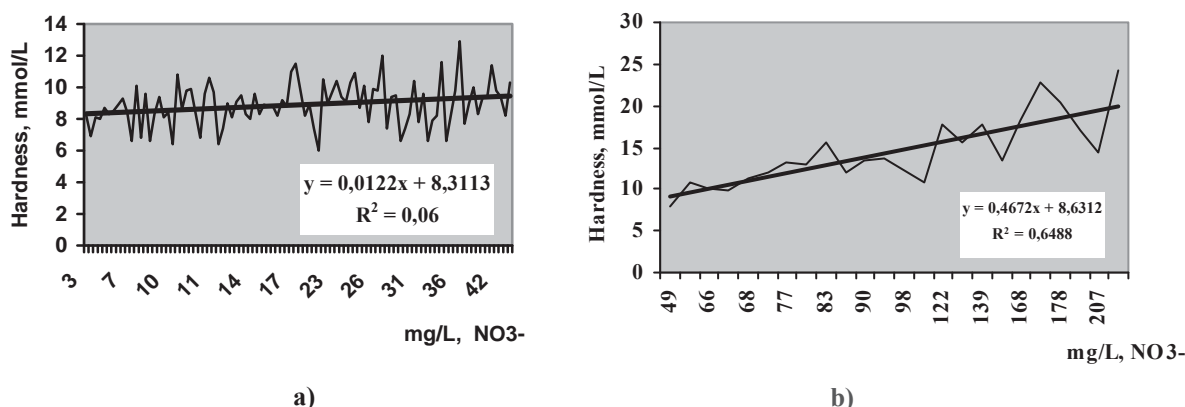 14
12
10
8
6
4
2
0
Hardness, mmol/L
y = 0,0122x + 8,3113
R² = 0,06
3 7 10 11 14 17 23 26 31 36 42
mg/L, NO3-
a)
30
25
20
15
10
5
0
Hardness, mmol/L
y = 0,4672x + 8,6312
R² = 0,6488
49 66 68 77 83 90 98 122 139 168 178 207
mg/L, NO3-
b)